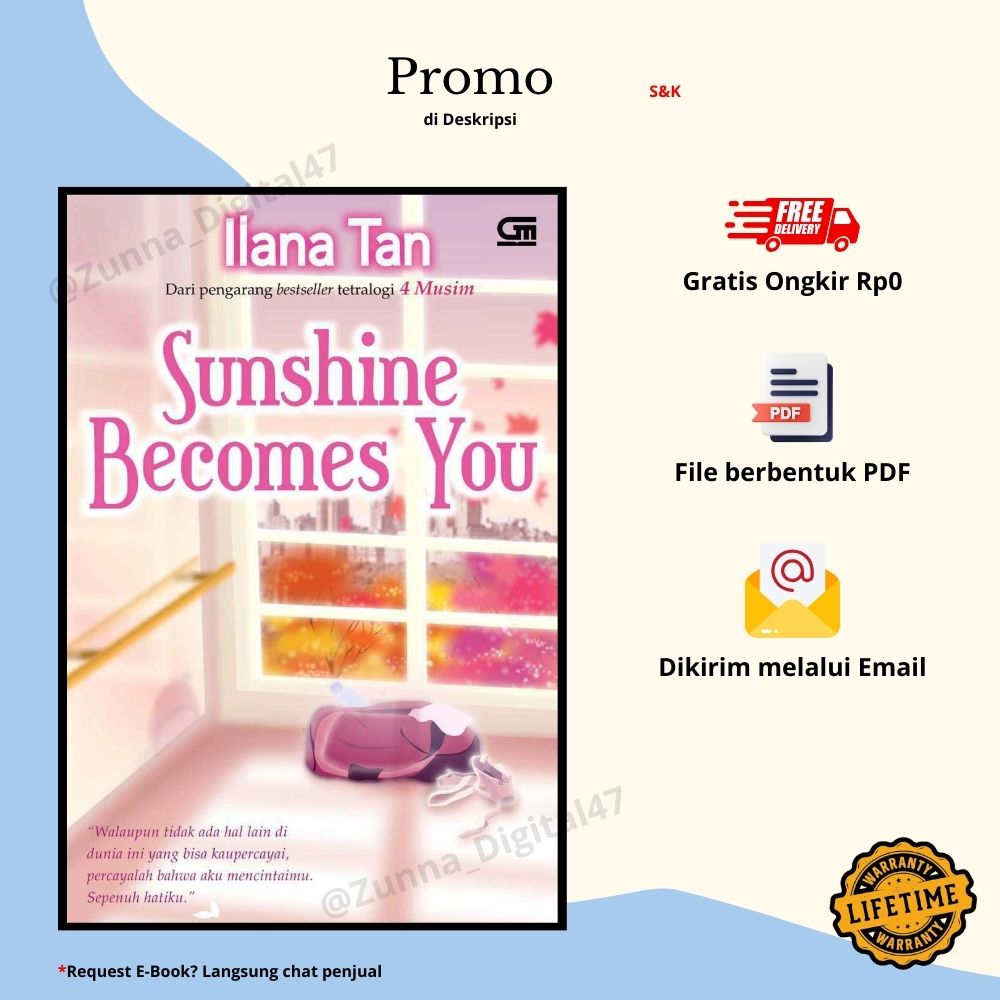 Promo
di Deskripsi
S&K
@Zunna_Digital47
Ilana Tan
GM
Dari pengarang bestseller tetralogi 4 Musim
Sunshine
Becomes You
“Walaupun tidak ada hal lain di
dunia ini yang bisa kaupercayai,
percayalah bahwa aku mencintaimu.
Sepenuh hatiku.”
@Zunna_Digital47
FREE
DELIVERY
Gratis Ongkir Rp0
PDF
File berbentuk PDF
@
Dikirim melalui Email
WARRANTY
LIFETIME
WARRANTY
*Request E-Book? Langsung chat penjual